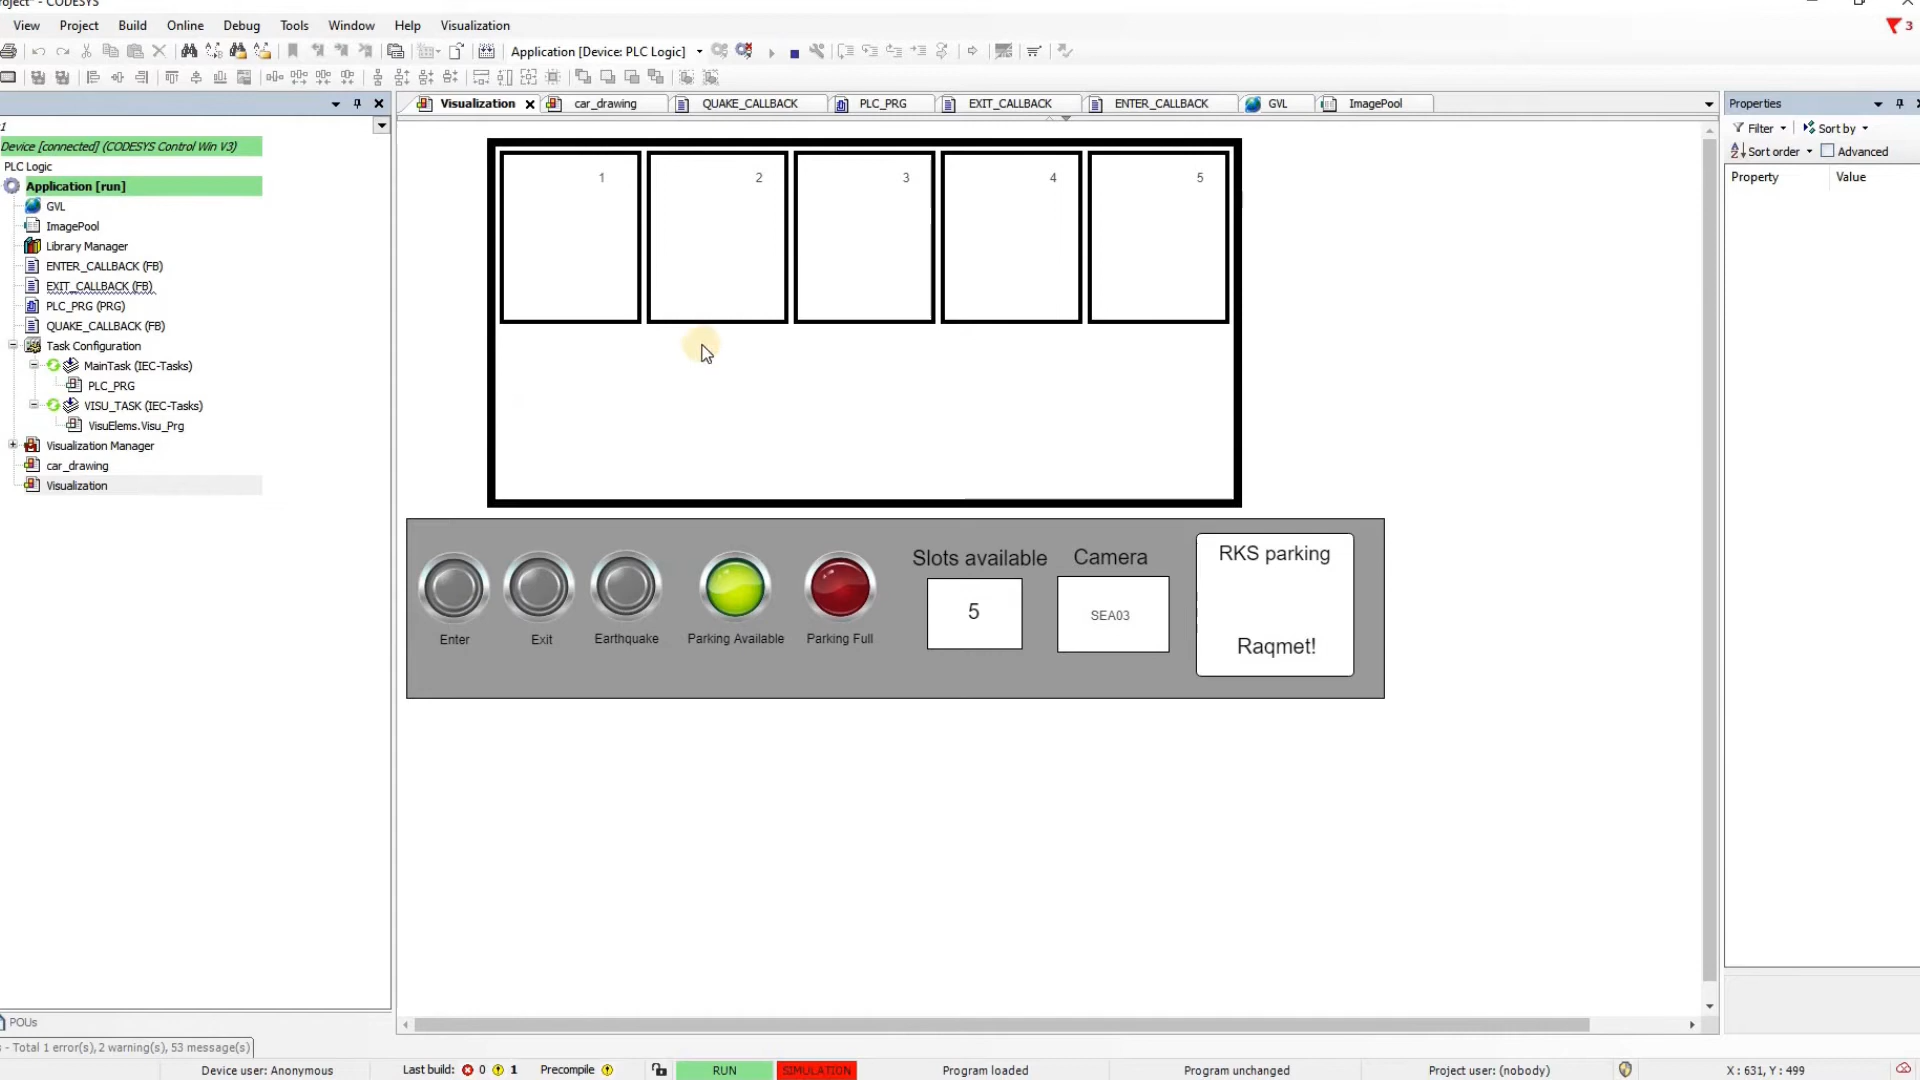 roject* - CODESYS
View Project Build Online Debug Tools Window Help Visualization
3
Application [Device: PLC Logic]
Visualization car_drawing QUAKE_CALLBACK PLC_PRG EXIT_CALLBACK ENTER_CALLBACK GVL ImagePool
Properties
Filter Sort by
Sort order Advanced
Property Value
1
Device [connected] (CODESYS Control Win V3)
PLC Logic
Application [run]
GVL
ImagePool
Library Manager
ENTER_CALLBACK (FB)
EXIT_CALLBACK (FB)
PLC_PRG (PRG)
QUAKE_CALLBACK (FB)
Task Configuration
MainTask (IEC-Tasks)
PLC_PRG
VISU_TASK (IEC-Tasks)
VisuElems.Visu_Prg
Visualization Manager
car_drawing
Visualization
1 2 3 4 5
Enter
Exit
Earthquake
Parking Available
Parking Full
Slots available
5
Camera
SEA03
RKS parking
Raqmet!
POUs
s - Total 1 error(s), 2 warning(s), 53 message(s)
Device user: Anonymous Last build: 0 1 Precompile RUN SIMULATION Program loaded Program unchanged Project user: (nobody) X: 631, Y: 499